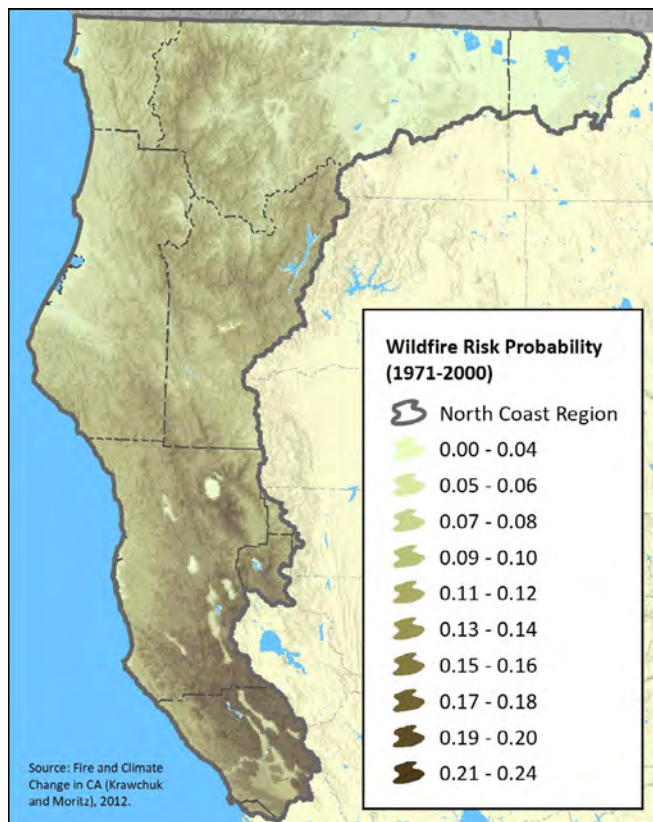 Wildfire Risk Probability
(1971-2000)
North Coast Region
0.00 - 0.04
0.05 - 0.06
0.07 - 0.08
0.09 - 0.10
0.11 - 0.12
0.13 - 0.14
0.15 - 0.16
0.17 - 0.18
0.19 - 0.20
0.21 - 0.24
Source: Fire and Climate
Change in CA (Krawchuk
and Moritz), 2012.